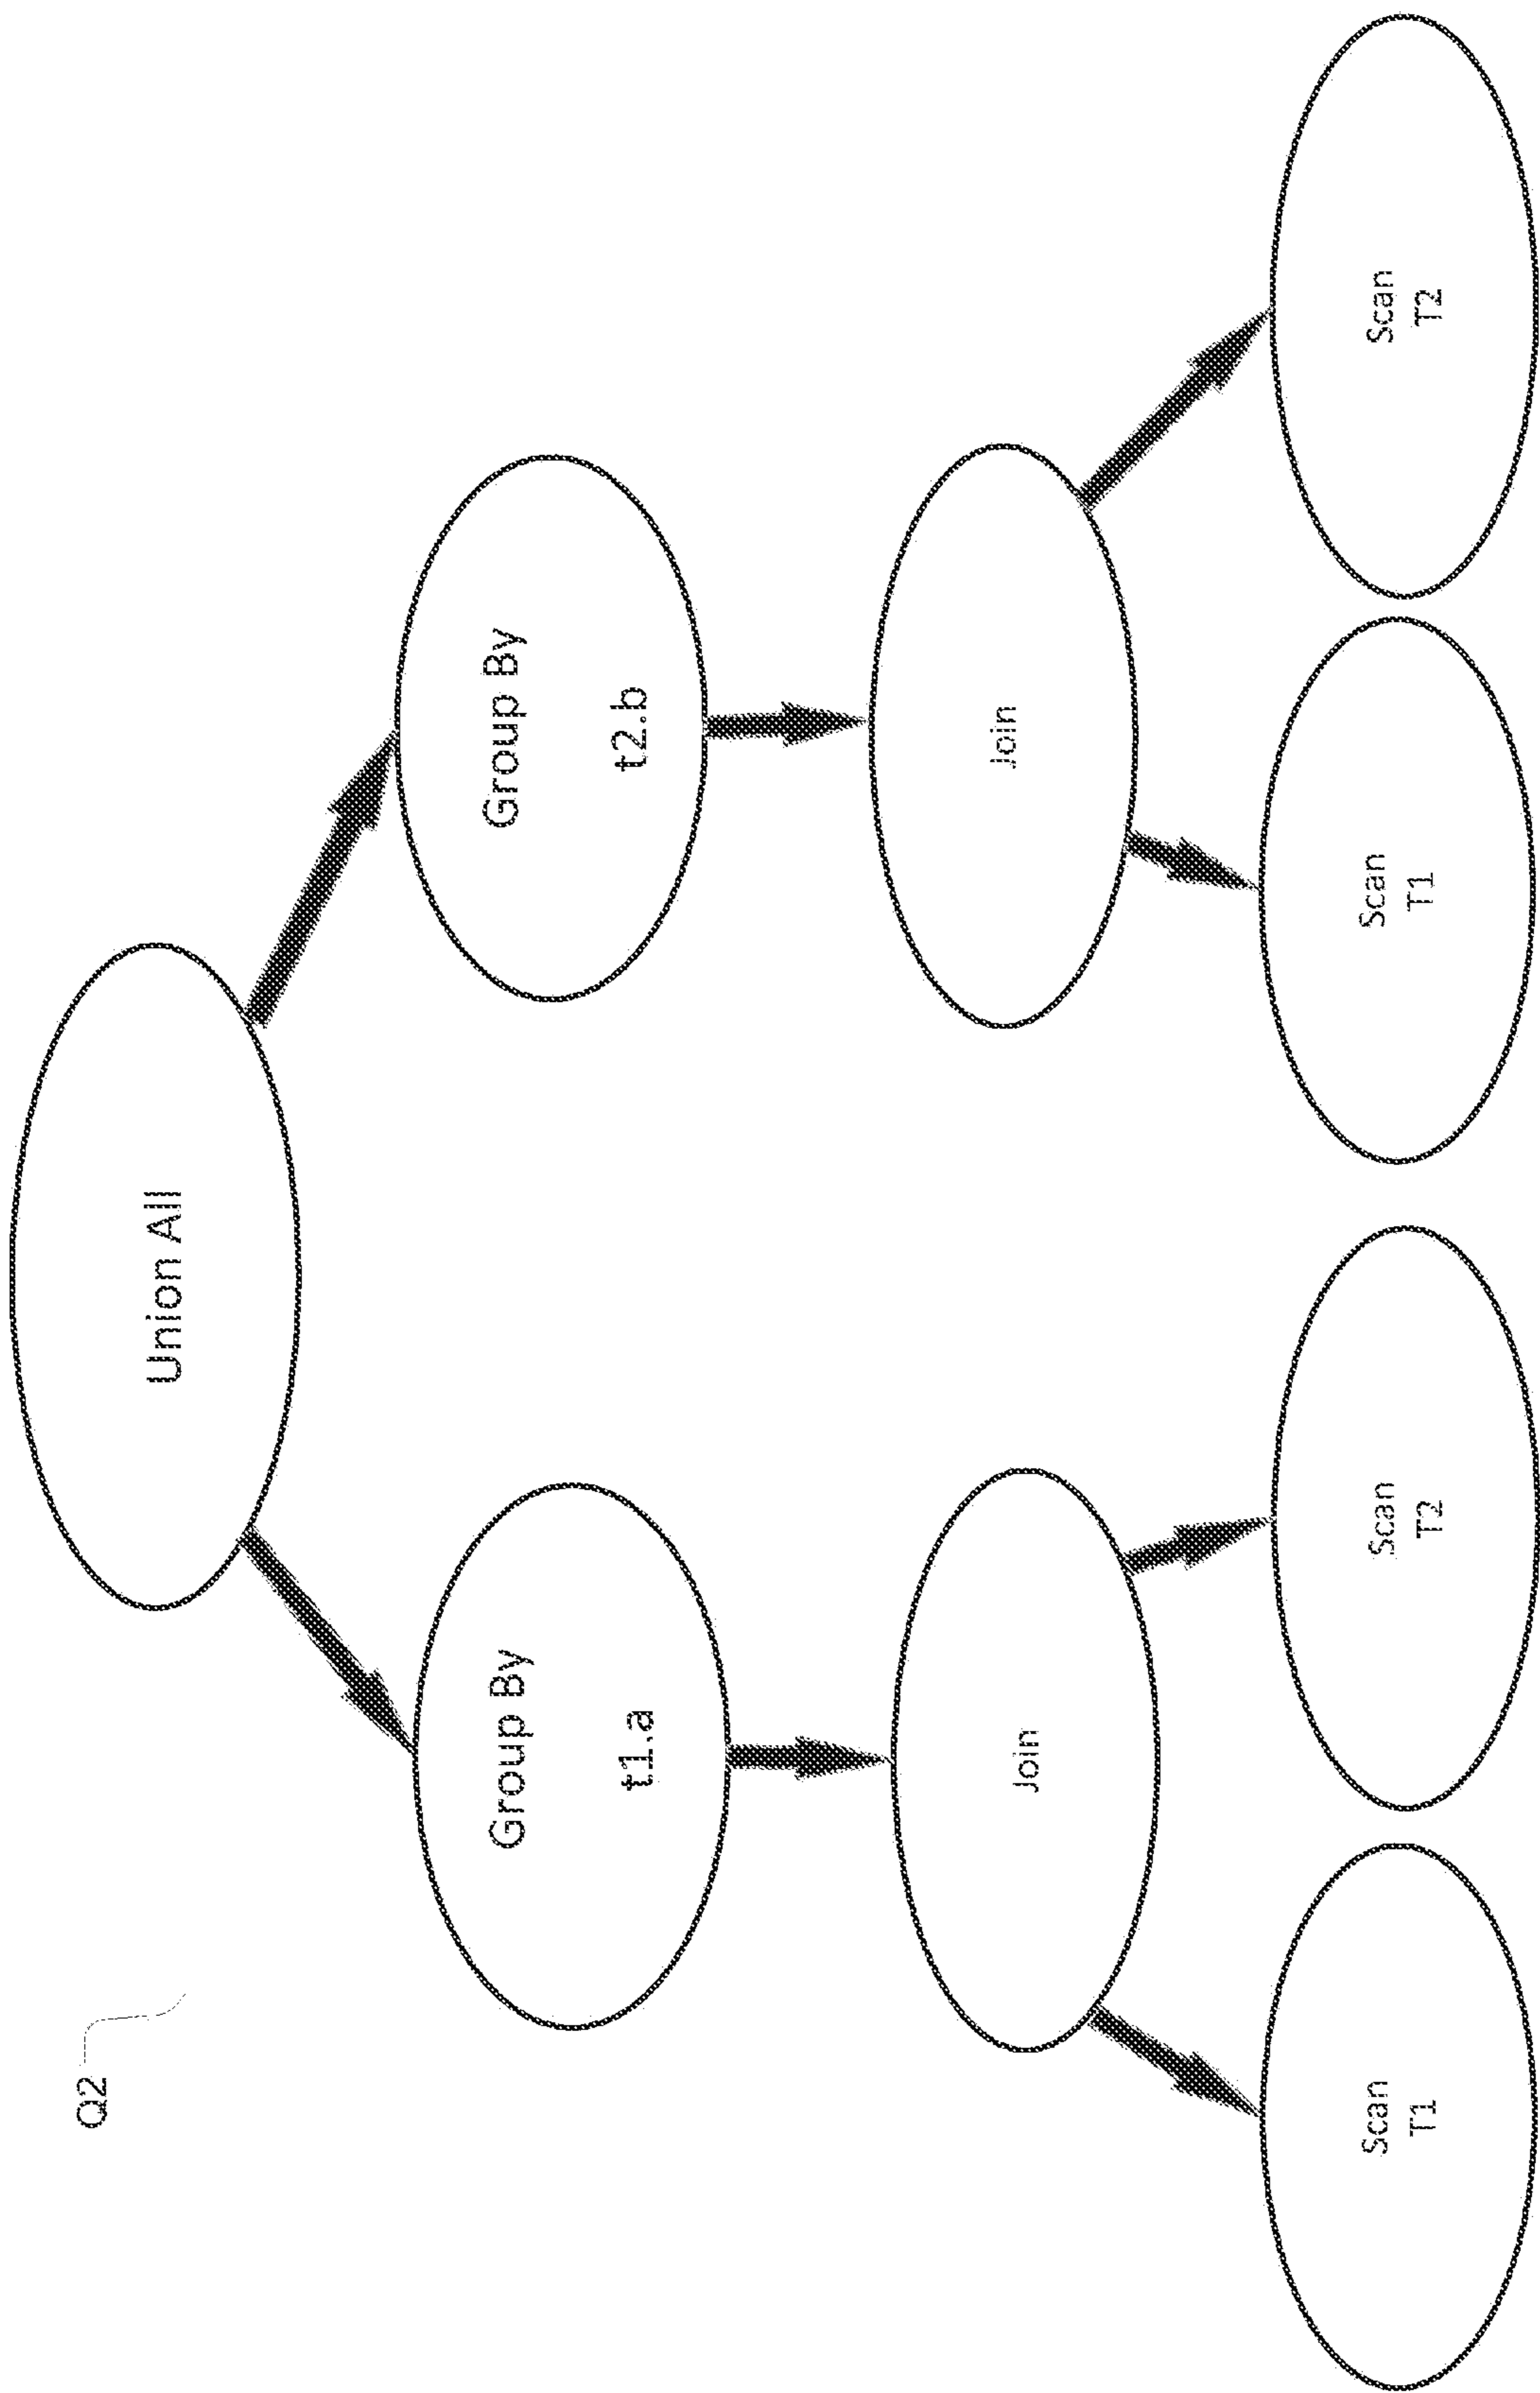 Q2
Union All
Group By
t1.a
Group By
t2.b
Join
Join
Scan
T1
Scan
T2
Scan
T1
Scan
T2